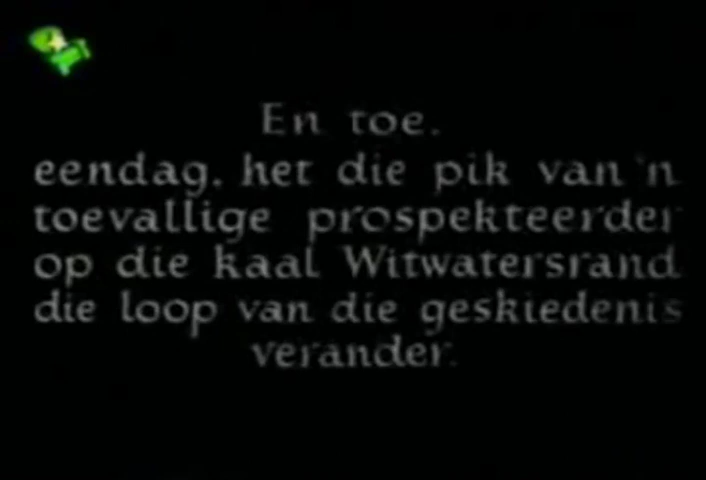 En toe.
eendag, het die pik van 'n
toevallige prospekteerder
op die kaal Witwatersrand
die loop van die geskiedenis
verander.